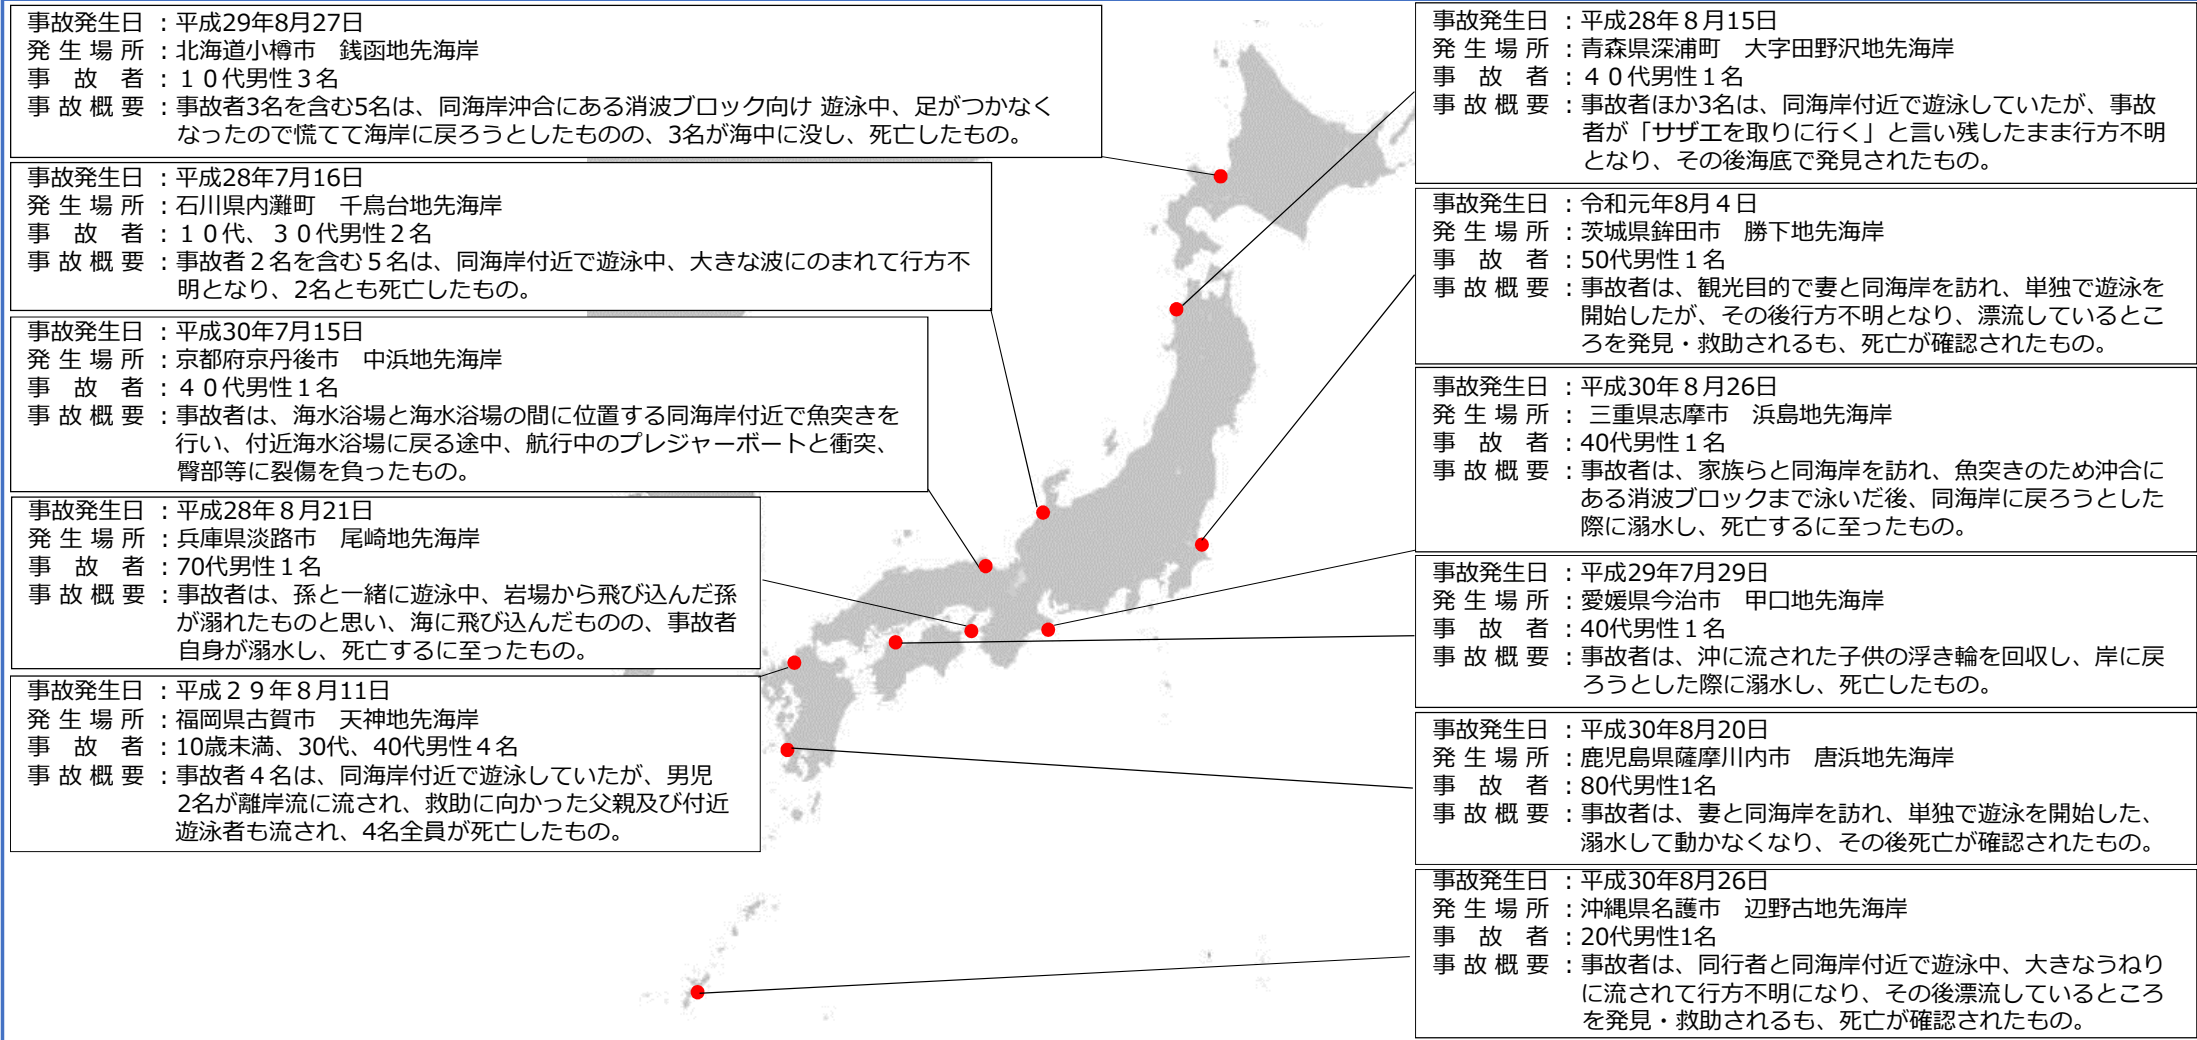 事故発生日 ：平成29年8月27日
発 生 場 所 ：北海道小樽市　銭函地先海岸
事　故　者 ：１０代男性３名
事 故 概 要 ：事故者3名を含む5名は、同海岸沖合にある消波ブロック向け 遊泳中、足がつかなく
なったので慌てて海岸に戻ろうとしたものの、3名が海中に没し、死亡したもの。
事故発生日 ：平成28年7月16日
発 生 場 所 ：石川県内灘町　千鳥台地先海岸
事　故　者 ：１０代、３０代男性２名
事 故 概 要 ：事故者２名を含む５名は、同海岸付近で遊泳中、大きな波にのまれて行方不
明となり、2名とも死亡したもの。
事故発生日 ：平成30年7月15日
発 生 場 所 ：京都府京丹後市　中浜地先海岸
事　故　者 ：４０代男性１名
事 故 概 要 ：事故者は、海水浴場と海水浴場の間に位置する同海岸付近で魚突きを
行い、付近海水浴場に戻る途中、航行中のプレジャーボートと衝突、
臀部等に裂傷を負ったもの。
事故発生日 ：平成28年８月21日
発 生 場 所 ：兵庫県淡路市　尾崎地先海岸
事　故　者 ：70代男性１名
事 故 概 要 ：事故者は、孫と一緒に遊泳中、岩場から飛び込んだ孫
が溺れたものと思い、海に飛び込んだものの、事故者
自身が溺水し、死亡するに至ったもの。
事故発生日 ：平成２９年８月11日
発 生 場 所 ：福岡県古賀市　天神地先海岸
事　故　者 ：10歳未満、30代、40代男性４名
事 故 概 要 ：事故者４名は、同海岸付近で遊泳していたが、男児
2名が離岸流に流され、救助に向かった父親及び付近
遊泳者も流され、4名全員が死亡したもの。
事故発生日 ：平成28年８月15日
発 生 場 所 ：青森県深浦町　大字田野沢地先海岸
事　故　者 ：４０代男性１名
事 故 概 要 ：事故者ほか3名は、同海岸付近で遊泳していたが、事故
者が「サザエを取りに行く」と言い残したまま行方不明
となり、その後海底で発見されたもの。
事故発生日 ：令和元年8月４日
発 生 場 所 ：茨城県鉾田市　勝下地先海岸
事　故　者 ：50代男性１名
事 故 概 要 ：事故者は、観光目的で妻と同海岸を訪れ、単独で遊泳を
開始したが、その後行方不明となり、漂流しているとこ
ろを発見・救助されるも、死亡が確認されたもの。
事故発生日 ：平成30年８月26日
発 生 場 所 ： 三重県志摩市　浜島地先海岸
事　故　者 ：40代男性１名
事 故 概 要 ：事故者は、家族らと同海岸を訪れ、魚突きのため沖合に
ある消波ブロックまで泳いだ後、同海岸に戻ろうとした
際に溺水し、死亡するに至ったもの。
事故発生日 ：平成29年7月29日
発 生 場 所 ：愛媛県今治市　甲口地先海岸
事　故　者 ：40代男性１名
事 故 概 要 ：事故者は、沖に流された子供の浮き輪を回収し、岸に戻
ろうとした際に溺水し、死亡したもの。
事故発生日 ：平成30年8月20日
発 生 場 所 ：鹿児島県薩摩川内市　唐浜地先海岸
事　故　者 ：80代男性1名
事 故 概 要 ：事故者は、妻と同海岸を訪れ、単独で遊泳を開始した、
溺水して動かなくなり、その後死亡が確認されたもの。
事故発生日 ：平成30年8月26日
発 生 場 所 ：沖縄県名護市　辺野古地先海岸
事　故　者 ：20代男性1名
事 故 概 要 ：事故者は、同行者と同海岸付近で遊泳中、大きなうねり
に流されて行方不明になり、その後漂流しているところ
を発見・救助されるも、死亡が確認されたもの。